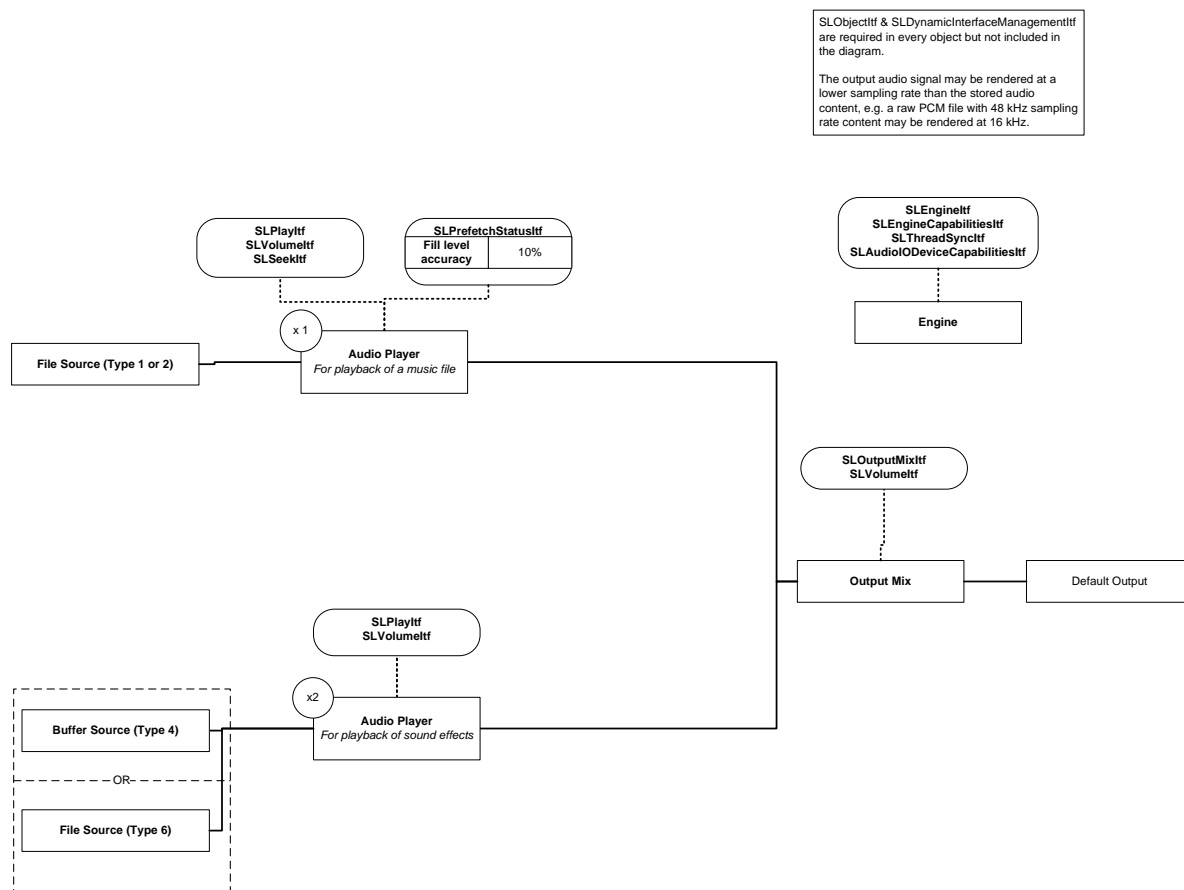 SLObjectItf & SLDynamicInterfaceManagementItf
are required in every object but not included in
the diagram.
The output audio signal may be rendered at a
lower sampling rate than the stored audio
content, e.g. a raw PCM file with 48 kHz sampling
rate content may be rendered at 16 kHz.
SLPlayItf
SLVolumeItf
SLSeekItf
SLPrefetchStatusItf
Fill level
accuracy
10%
SLEngineItf
SLEngineCapabilitiesItf
SLThreadSyncItf
SLAudioIODeviceCapabilitiesItf
Engine
x 1
File Source (Type 1 or 2)
Audio Player
For playback of a music file
SLOutputMixItf
SLVolumeItf
Output Mix
Default Output
SLPlayItf
SLVolumeItf
x2
Audio Player
For playback of sound effects
Buffer Source (Type 4)
OR
File Source (Type 6)